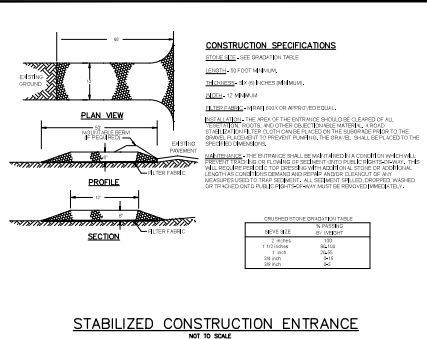 50'
EXISTING
GROUND
12'
PLAN VIEW
50'
MOUNTABLE BERM
(IF REQUIRED)
EXISTING
PAVEMENT
6"
FILTER FABRIC
PROFILE
12'
6"
FILTER FABRIC
SECTION
CONSTRUCTION SPECIFICATIONS
STONE SIZE - SEE GRADATION TABLE
LENGTH - 50 FOOT MINIMUM.
THICKNESS - SIX (6) INCHES (MINIMUM).
WIDTH - 12' MINIMUM
FILTER FABRIC - MIRAFI 600X OR APPROVED EQUAL.
INSTALLATION - THE AREA OF THE ENTRANCE SHOULD BE CLEARED OF ALL
VEGETATION, ROOTS, AND OTHER OBJECTIONABLE MATERIAL. A ROAD
STABILIZATION FILTER CLOTH CAN BE PLACED ON THE SUBGRADE PRIOR TO THE
GRAVEL PLACEMENT TO PREVENT PUMPING. THE GRAVEL SHALL BE PLACED TO THE
SPECIFIED DIMENSIONS.
MAINTENANCE - THE ENTRANCE SHALL BE MAINTAINED IN A CONDITION WHICH WILL
PREVENT TRACKING OR FLOWING OF SEDIMENT ONTO PUBLIC RIGHTS-OF-WAY. THIS
WILL REQUIRE PERIODIC TOP DRESSING WITH ADDITIONAL STONE OR ADDITIONAL
LENGTH AS CONDITIONS DEMAND AND REPAIR AND/OR CLEANOUT OF ANY
MEASURES USED TO TRAP SEDIMENT. ALL SEDIMENT SPILLED, DROPPED, WASHED
OR TRACKED ONTO PUBLIC RIGHTS-OF-WAY MUST BE REMOVED IMMEDIATELY.
CRUSHED STONE GRADATION TABLE
SIEVE SIZE % PASSING BY WEIGHT
2 inches 100
1 1/2 inches 90-100
1 inch 20-55
3/4 inch 0-15
3/8 inch 0-5
STABILIZED CONSTRUCTION ENTRANCE
NOT TO SCALE